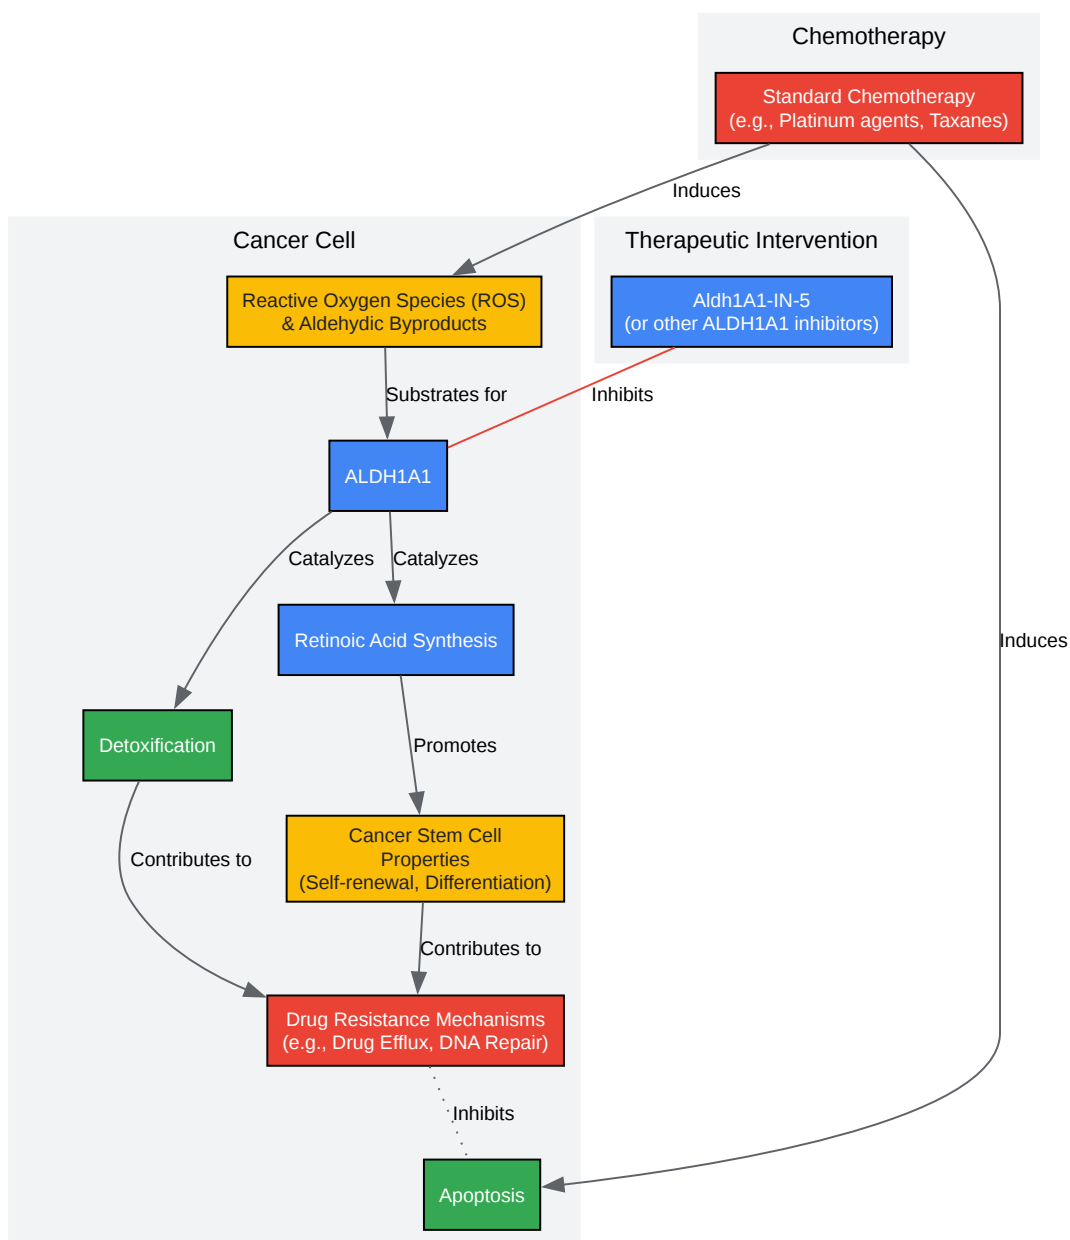 Chemotherapy
Standard Chemotherapy
(e.g., Platinum agents, Taxanes)
Induces
Cancer Cell
Therapeutic Intervention
Reactive Oxygen Species (ROS)
& Aldehydic Byproducts
Aldh1A1-IN-5
(or other ALDH1A1 inhibitors)
Substrates for
Inhibits
ALDH1A1
Catalyzes
Catalyzes
Retinoic Acid Synthesis
Induces
Detoxification
Promotes
Cancer Stem Cell
Properties
(Self-renewal, Differentiation)
Contributes to
Contributes to
Drug Resistance Mechanisms
(e.g., Drug Efflux, DNA Repair)
Inhibits
Apoptosis